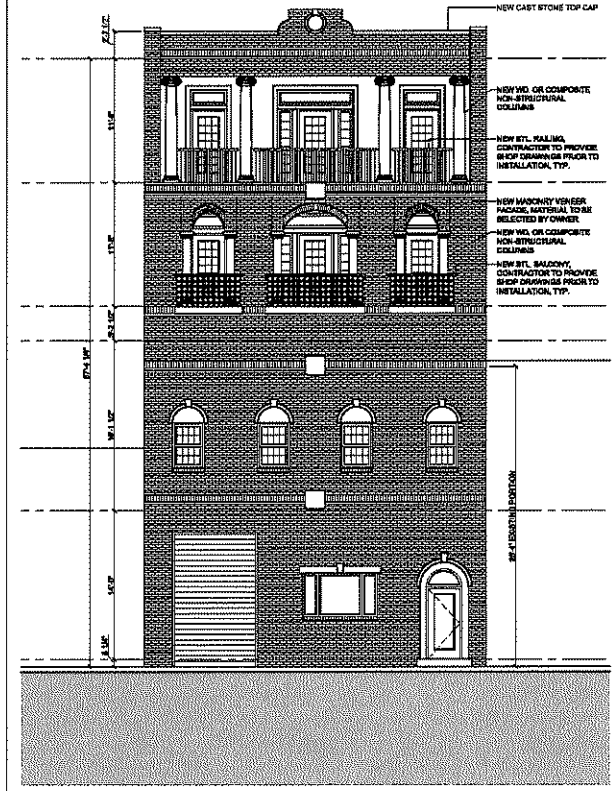 NEW CAST STONE TOP CAP
NEW WD. OR COMPOSITE
NON-STRUCTURAL
COLUMNS
NEW STL. RAILING,
CONTRACTOR TO PROVIDE
SHOP DRAWINGS PRIOR TO
INSTALLATION, TYP.
NEW MASONRY VENEER
FACADE, MATERIAL TO BE
SELECTED BY OWNER
NEW WD. OR COMPOSITE
NON-STRUCTURAL
COLUMNS
NEW STL. BALCONY,
CONTRACTOR TO PROVIDE
SHOP DRAWINGS PRIOR TO
INSTALLATION, TYP.
EXISTING PORTION